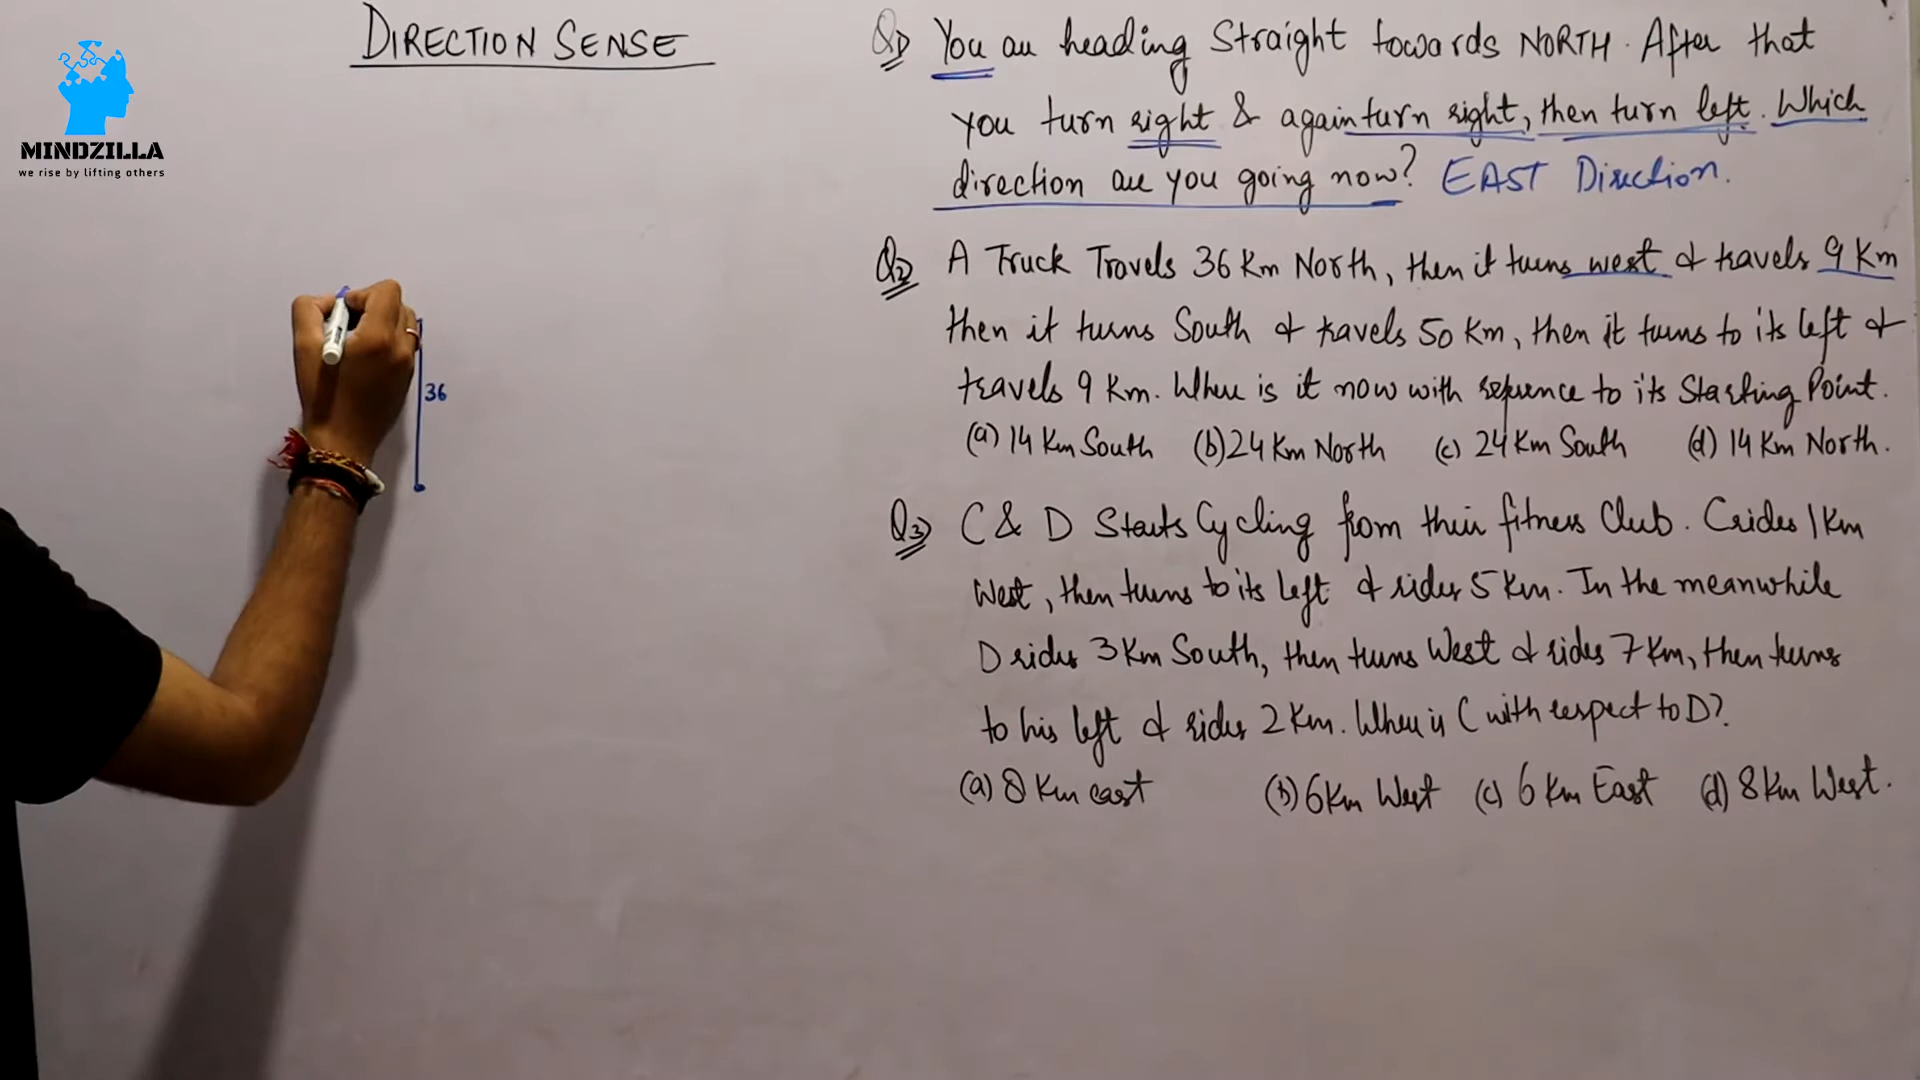 MINDZILLA
we rise by lifting others
DIRECTION SENSE
Q1) You are heading Straight towards NORTH. After that
you turn right & again turn right, then turn left. Which
direction are you going now? EAST Direction.
Q2) A Truck Travels 36 Km North, then it turns west & travels 9 Km
then it turns South & travels 50 Km, then it turns to its left &
travels 9 Km. Where is it now with reference to its Starting Point.
(a) 14 Km South (b) 24 Km North (c) 24 Km South (d) 14 Km North.
36
Q3) C & D Starts Cycling from their fitness Club. C rides 1 Km
West, then turns to its left & rides 5 Km. In the meanwhile
D rides 3 Km South, then turns West & rides 7 Km, then turns
to his left & rides 2 Km. Where is C with respect to D?
(a) 8 Km east (b) 6 Km West (c) 6 Km East (d) 8 Km West.